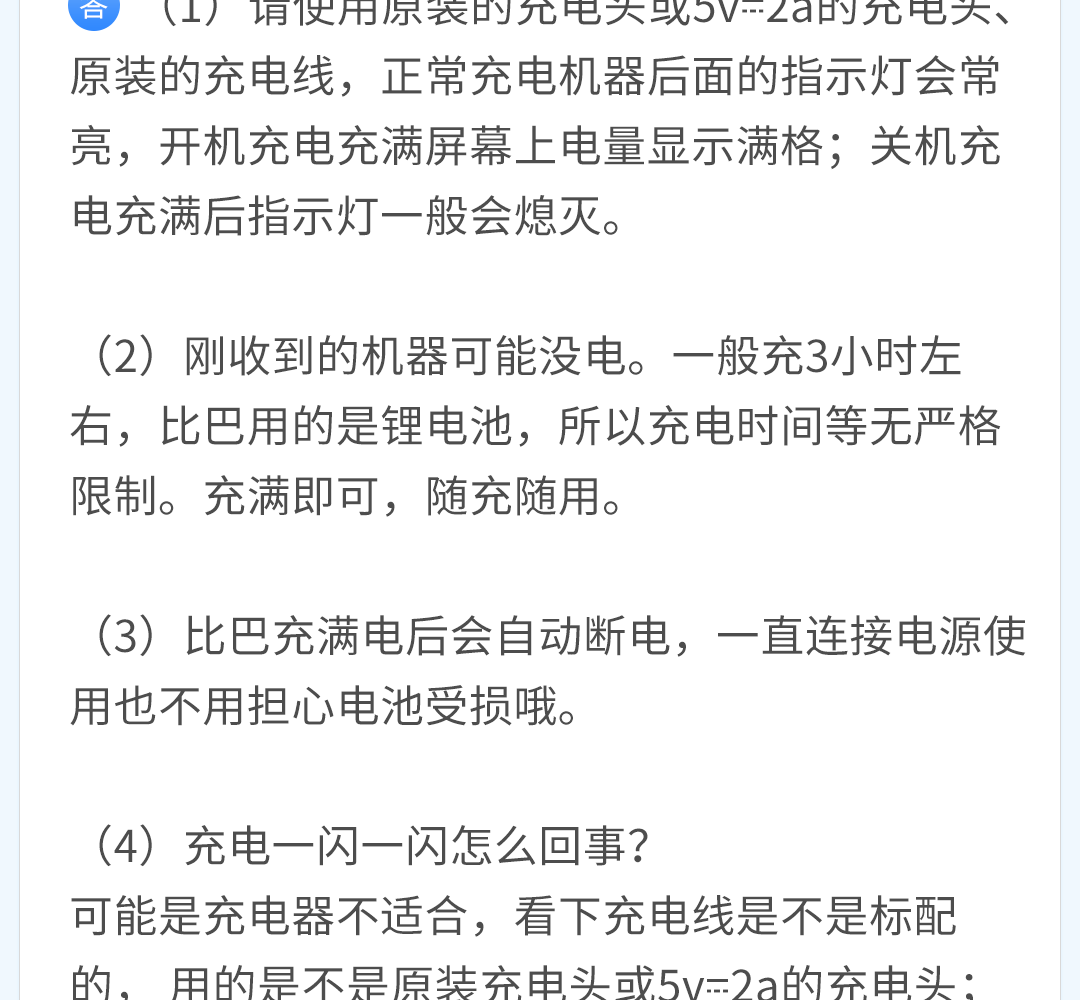 答 （1）请使用原装的充电头或5v⎓2a的充电头、
原装的充电线，正常充电机器后面的指示灯会常
亮，开机充电充满屏幕上电量显示满格；关机充
电充满后指示灯一般会熄灭。
（2）刚收到的机器可能没电。一般充3小时左
右，比巴用的是锂电池，所以充电时间等无严格
限制。充满即可，随充随用。
（3）比巴充满电后会自动断电，一直连接电源使
用也不用担心电池受损哦。
（4）充电一闪一闪怎么回事？
可能是充电器不适合，看下充电线是不是标配
的， 用的是不是原装充电头或5v⎓2a的充电头；